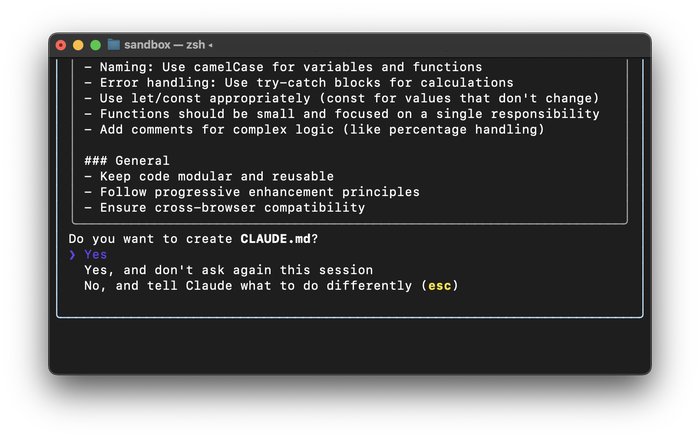 sandbox — zsh
- Naming: Use camelCase for variables and functions
- Error handling: Use try-catch blocks for calculations
- Use let/const appropriately (const for values that don't change)
- Functions should be small and focused on a single responsibility
- Add comments for complex logic (like percentage handling)
### General
- Keep code modular and reusable
- Follow progressive enhancement principles
- Ensure cross-browser compatibility
Do you want to create CLAUDE.md?
❯ Yes
Yes, and don't ask again this session
No, and tell Claude what to do differently (esc)